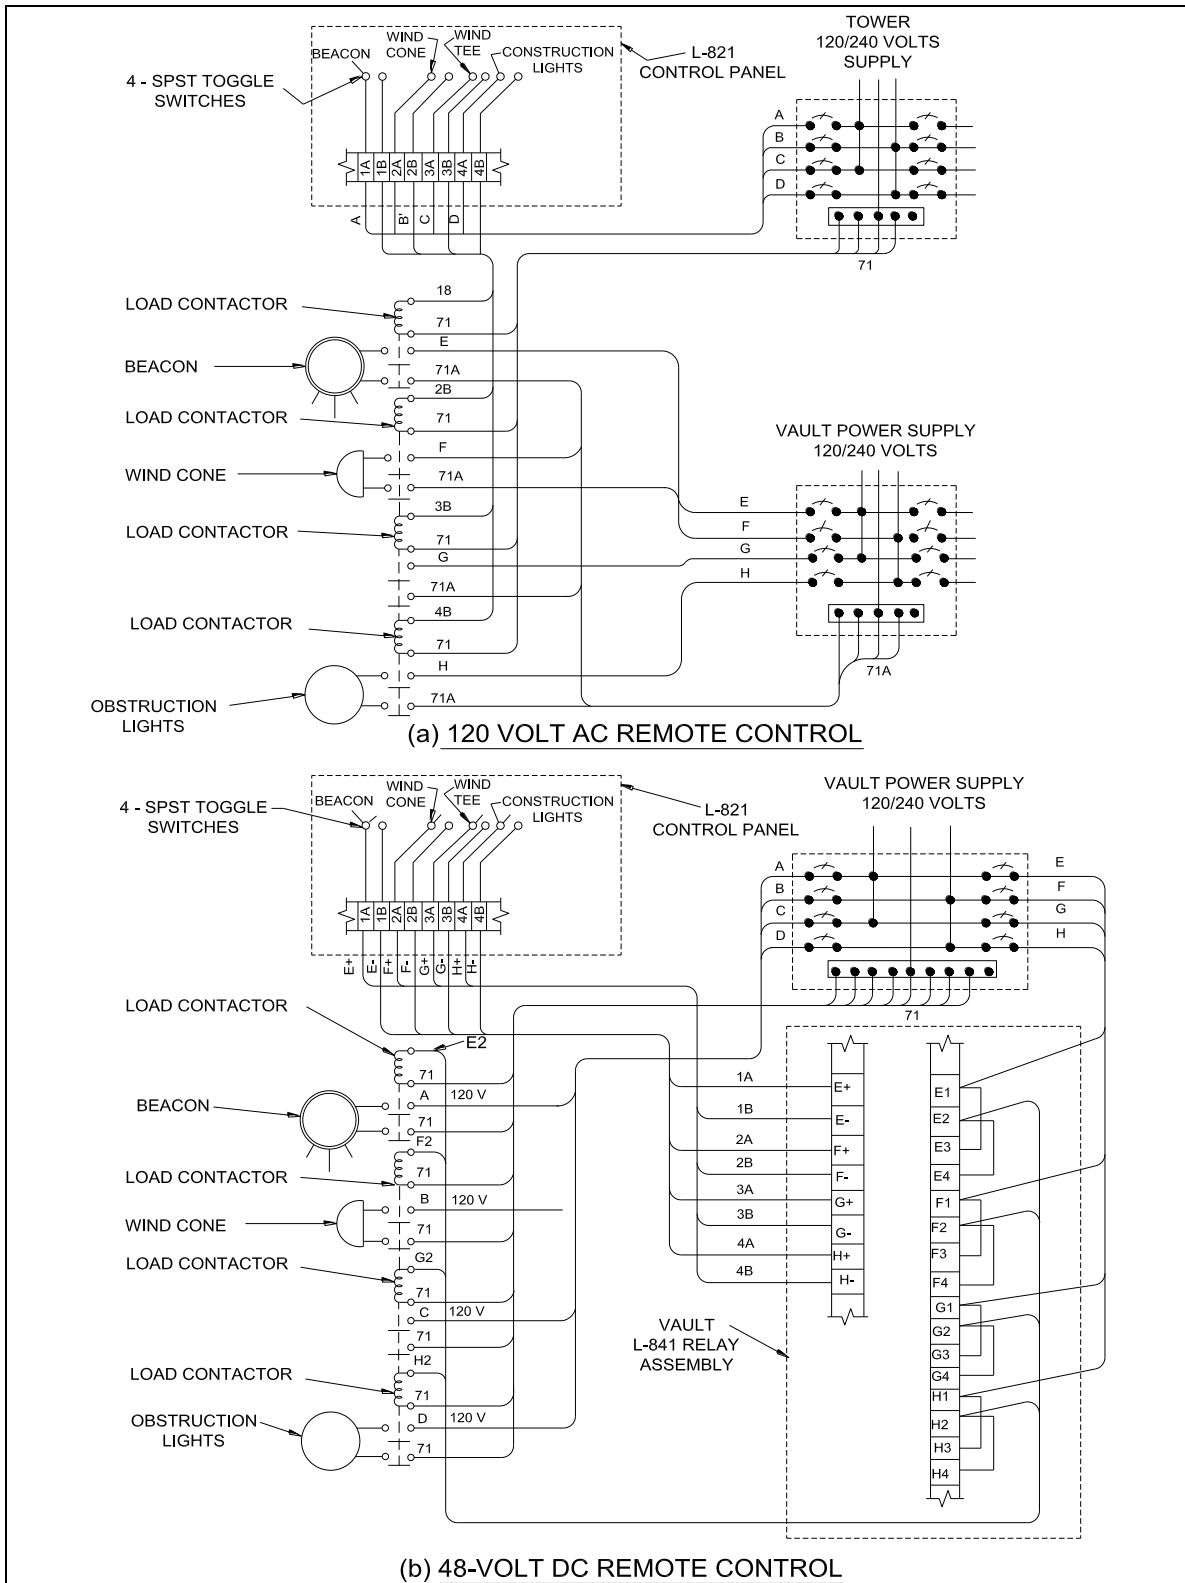 BEACON
WIND
CONE
WIND
TEE
CONSTRUCTION
LIGHTS
L-821
CONTROL PANEL
TOWER
120/240 VOLTS
SUPPLY
4 - SPST TOGGLE
SWITCHES
1A
1B
2A
2B
3A
3B
4A
4B
A
B'
C
D
A
B
C
D
71
LOAD CONTACTOR
18
71
BEACON
E
71A
LOAD CONTACTOR
2B
71
WIND CONE
F
71A
LOAD CONTACTOR
3B
71
G
71A
LOAD CONTACTOR
4B
71
OBSTRUCTION
LIGHTS
H
71A
VAULT POWER SUPPLY
120/240 VOLTS
E
F
G
H
71A
(a) 120 VOLT AC REMOTE CONTROL
4 - SPST TOGGLE
SWITCHES
BEACON
WIND
CONE
WIND
TEE
CONSTRUCTION
LIGHTS
L-821
CONTROL PANEL
VAULT POWER SUPPLY
120/240 VOLTS
1A
1B
2A
2B
3A
3B
4A
4B
E+
E-
F+
F-
G+
G-
H+
H-
A
B
C
D
E
F
G
H
71
LOAD CONTACTOR
E2
71
BEACON
A 120 V
71
LOAD CONTACTOR
F2
71
WIND CONE
B 120 V
71
LOAD CONTACTOR
G2
71
C 120 V
71
LOAD CONTACTOR
H2
71
OBSTRUCTION
LIGHTS
D 120 V
71
1A
1B
2A
2B
3A
3B
4A
4B
E+
E-
F+
F-
G+
G-
H+
H-
E1
E2
E3
E4
F1
F2
F3
F4
G1
G2
G3
G4
H1
H2
H3
H4
VAULT
L-841 RELAY
ASSEMBLY
(b) 48-VOLT DC REMOTE CONTROL